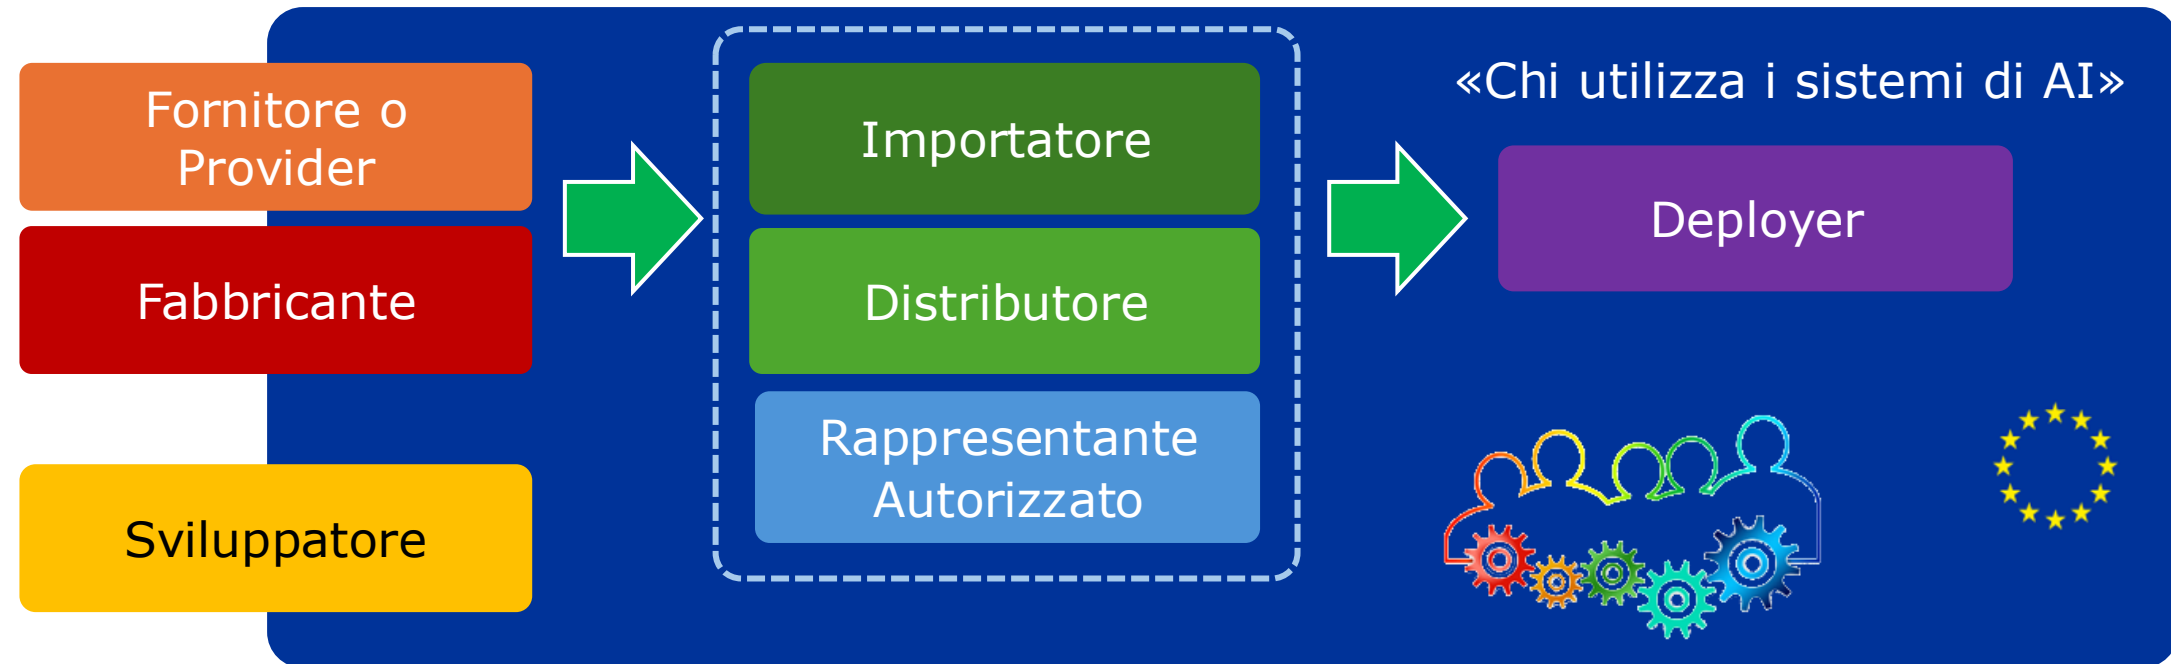 Fornitore o
Provider
Fabbricante
Sviluppatore
Importatore
Distributore
Rappresentante
Autorizzato
«Chi utilizza i sistemi di AI»
Deployer